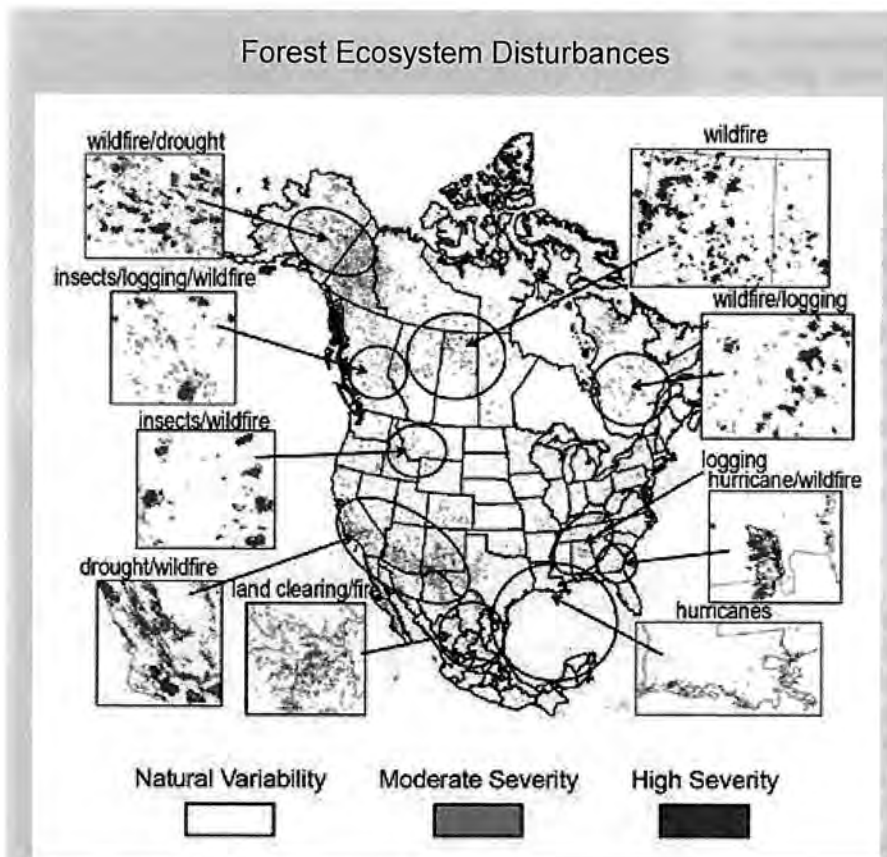 Forest Ecosystem Disturbances
wildfire/drought
wildfire
insects/logging/wildfire
wildfire/logging
insects/wildfire
logging
hurricane/wildfire
drought/wildfire
land clearing/fire
hurricanes
Natural Variability
Moderate Severity
High Severity